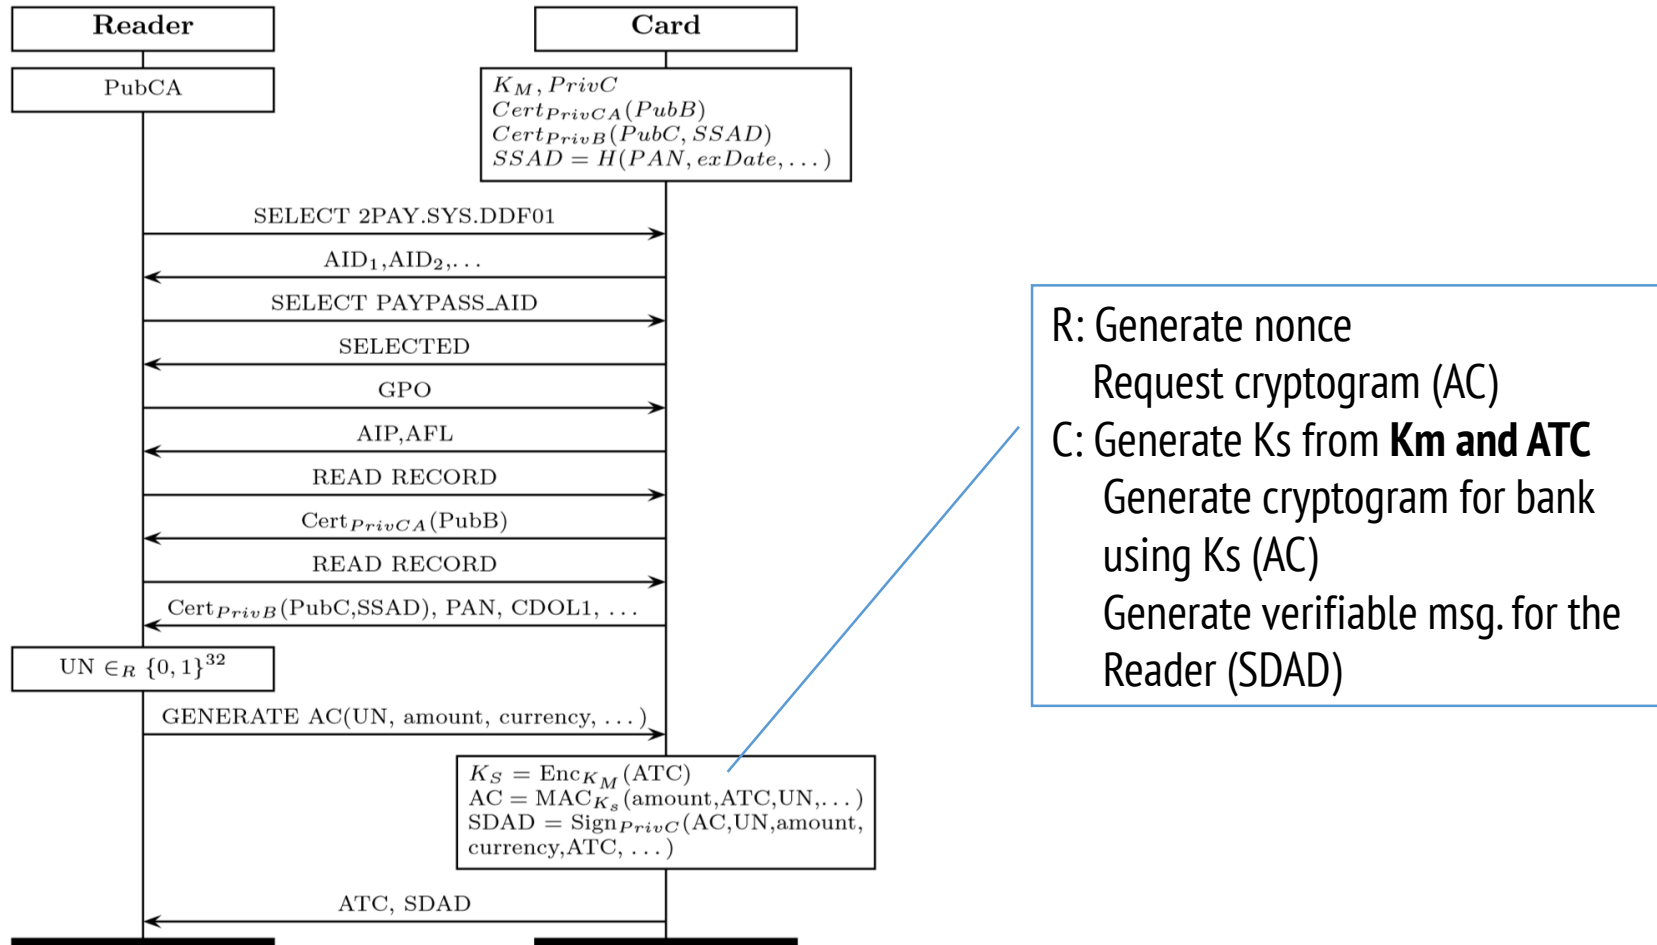 Reader
Card
PubCA
K_M, PrivC
Cert_PrivCA(PubB)
Cert_PrivB(PubC, SSAD)
SSAD = H(PAN, exDate, . . . )
SELECT 2PAY.SYS.DDF01
AID₁,AID₂,. . .
SELECT PAYPASS_AID
SELECTED
GPO
AIP,AFL
READ RECORD
Cert_PrivCA(PubB)
READ RECORD
Cert_PrivB(PubC,SSAD), PAN, CDOL1, . . .
UN ∈_R {0, 1}³²
GENERATE AC(UN, amount, currency, . . . )
K_S = Enc_K_M(ATC)
AC = MAC_K_s(amount,ATC,UN,. . . )
SDAD = Sign_PrivC(AC,UN,amount,
currency,ATC, . . . )
ATC, SDAD
R: Generate nonce
Request cryptogram (AC)
C: Generate Ks from Km and ATC
Generate cryptogram for bank
using Ks (AC)
Generate verifiable msg. for the
Reader (SDAD)